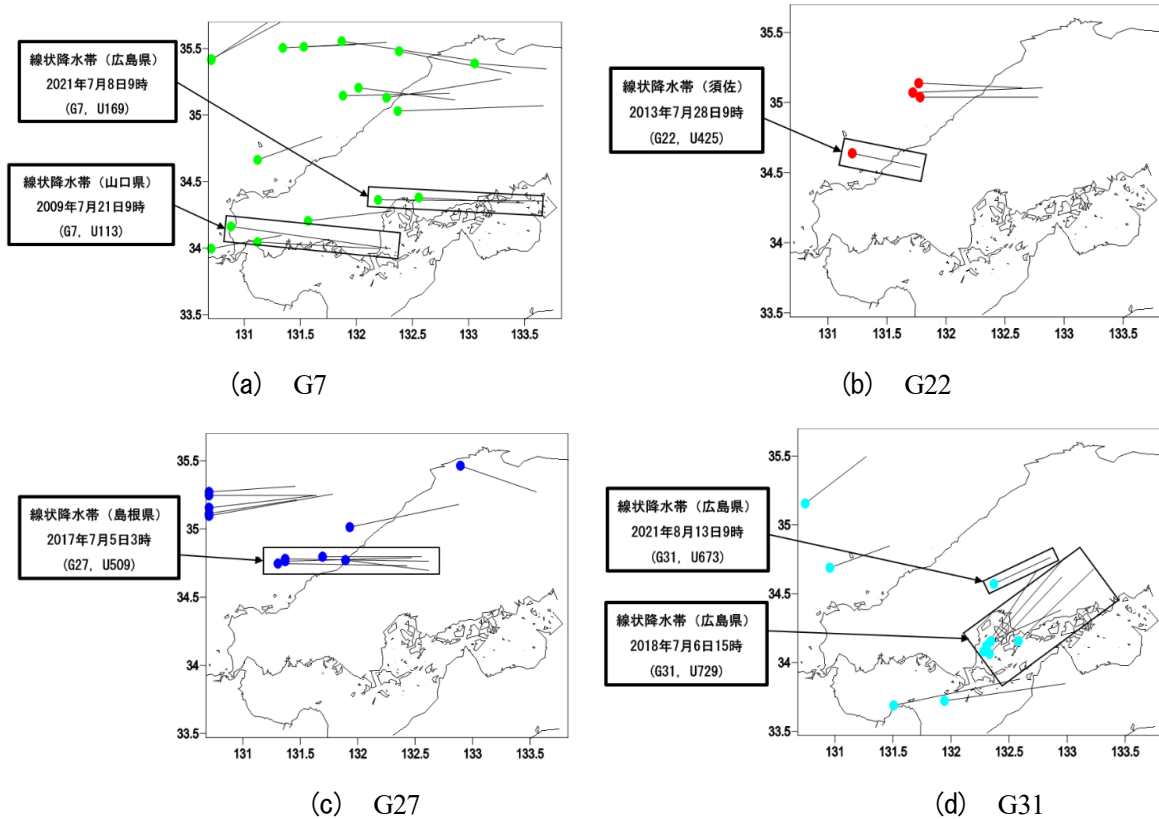 線状降水帯（広島県）
2021年7月8日9時
(G7, U169)
線状降水帯（山口県）
2009年7月21日9時
(G7, U113)
35.5
35
34.5
34
33.5
131
131.5
132
132.5
133
133.5
(a) G7
線状降水帯（須佐）
2013年7月28日9時
(G22, U425)
35.5
35
34.5
34
33.5
131
131.5
132
132.5
133
133.5
(b) G22
線状降水帯（島根県）
2017年7月5日3時
(G27, U509)
35.5
35
34.5
34
33.5
131
131.5
132
132.5
133
133.5
(c) G27
線状降水帯（広島県）
2021年8月13日9時
(G31, U673)
線状降水帯（広島県）
2018年7月6日15時
(G31, U729)
35.5
35
34.5
34
33.5
131
131.5
132
132.5
133
133.5
(d) G31